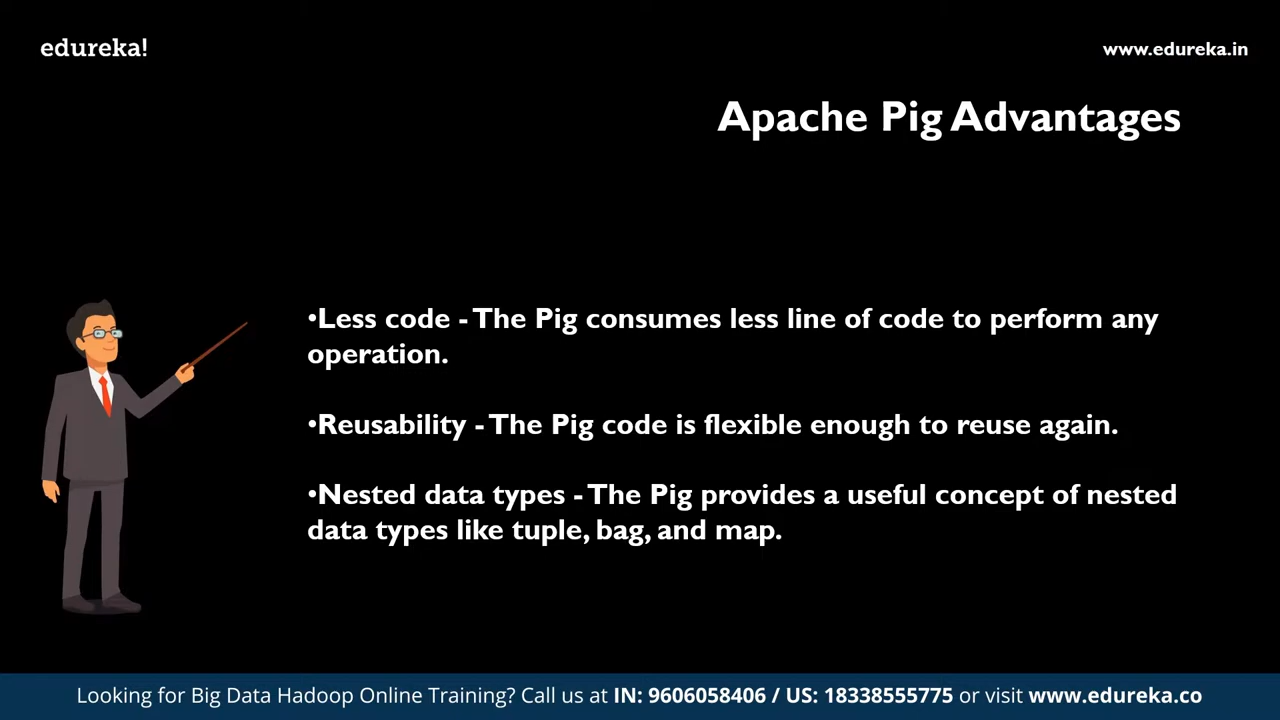 edureka!
www.edureka.in
Apache Pig Advantages
•Less code - The Pig consumes less line of code to perform any
operation.
•Reusability - The Pig code is flexible enough to reuse again.
•Nested data types - The Pig provides a useful concept of nested
data types like tuple, bag, and map.
Looking for Big Data Hadoop Online Training? Call us at IN: 9606058406 / US: 18338555775 or visit www.edureka.co